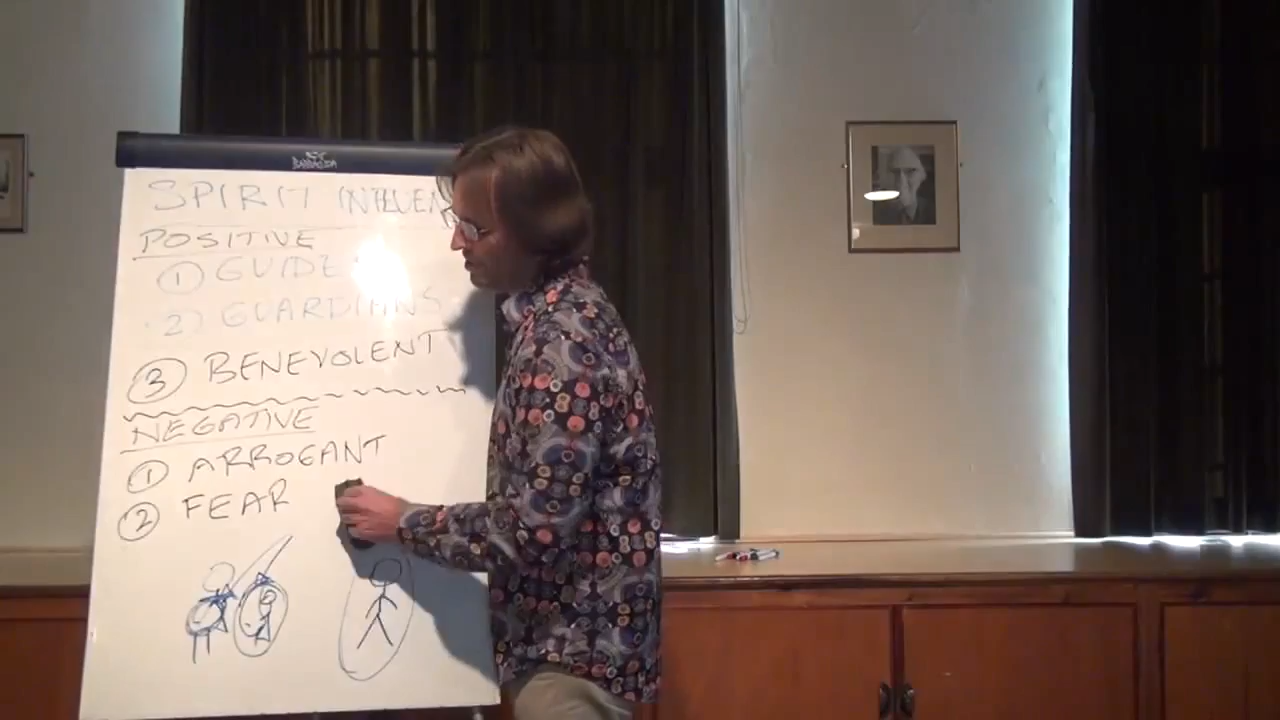 SPIRIT INFLUEN
POSITIVE
① GUIDE
② GUARDIANS
③ BENEVOLENT
NEGATIVE
① ARROGANT
② FEAR